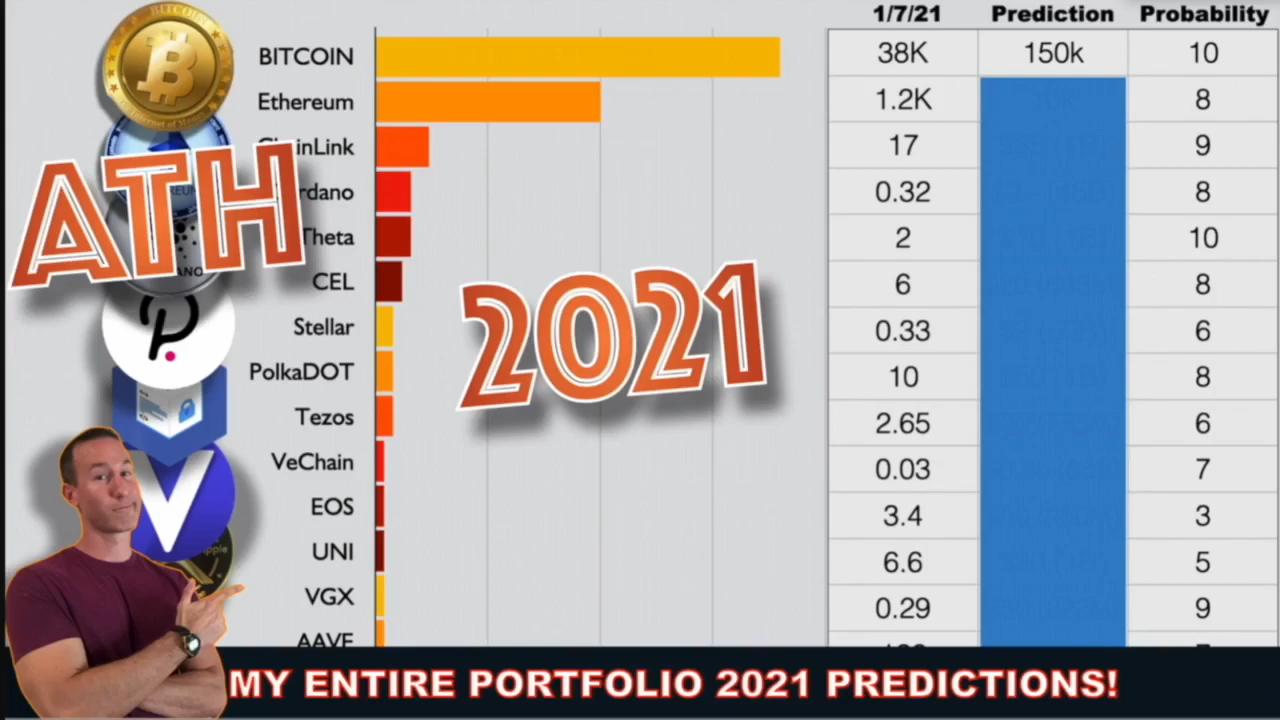 1/7/21 Prediction Probability
BITCOIN 38K 150k 10
Ethereum 1.2K 8
ChainLink 17 9
rdano 0.32 8
Theta 2 10
CEL 6 8
Stellar 0.33 6
PolkaDOT 10 8
Tezos 2.65 6
VeChain 0.03 7
EOS 3.4 3
UNI 6.6 5
VGX 0.29 9
AAVE
ATH
2021
MY ENTIRE PORTFOLIO 2021 PREDICTIONS!